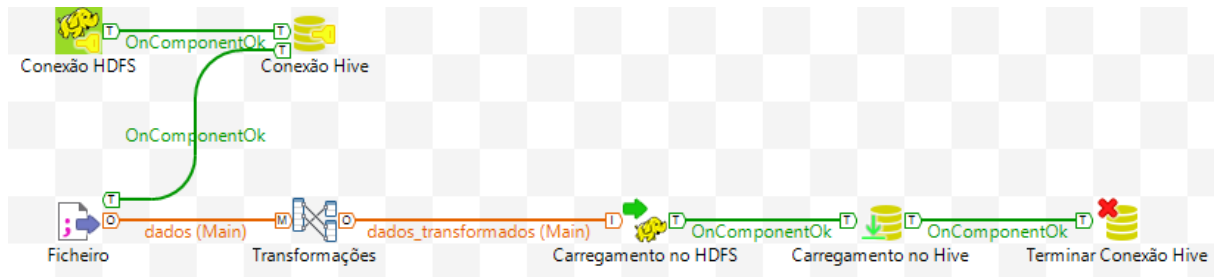 T
T
OnComponentOk
T
Conexão HDFS
Conexão Hive
OnComponentOk
T
O
dados (Main)
M
O
dados_transformados (Main)
I
T
OnComponentOk
T
T
OnComponentOk
T
Ficheiro
Transformações
Carregamento no HDFS
Carregamento no Hive
Terminar Conexão Hive